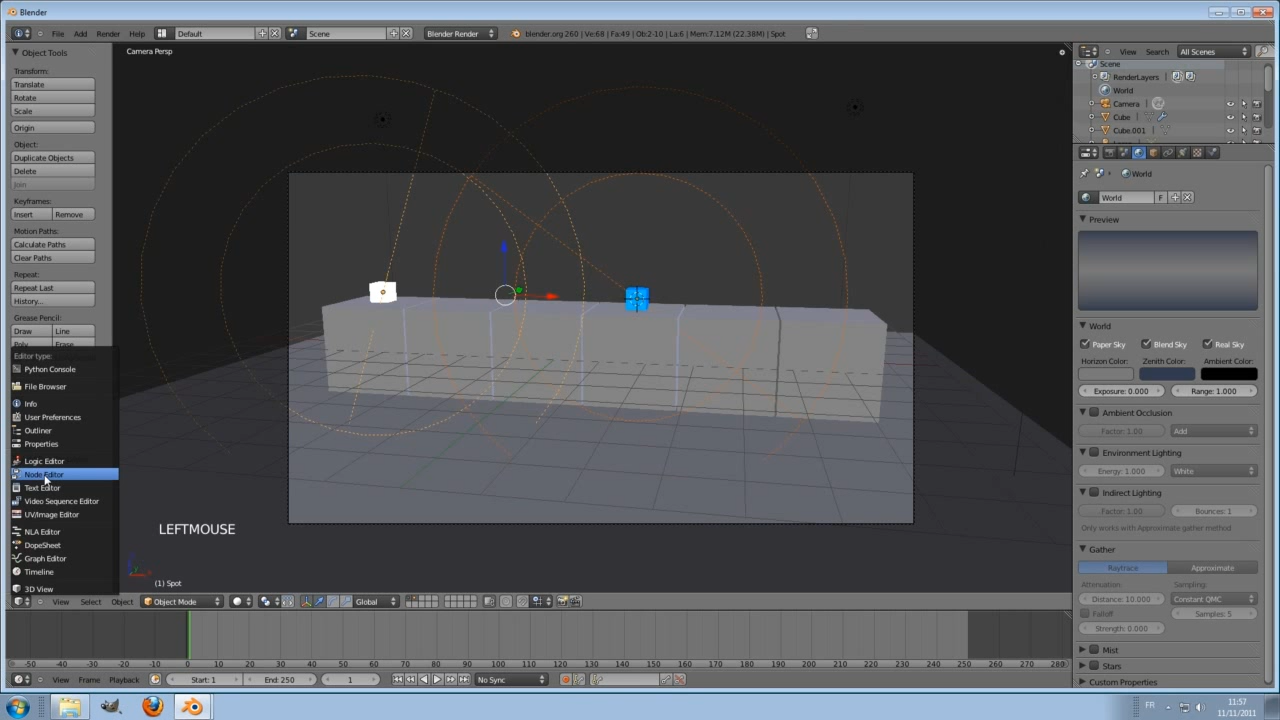 Blender
File Add Render Help
Default
Scene
Blender Render
blender.org 260 | Ve:68 | Fa:49 | Ob:2-10 | La:6 | Mem:7.12M (22.38M) | Spot
Object Tools
Transform:
Translate
Rotate
Scale
Origin
Object:
Duplicate Objects
Delete
Join
Keyframes:
Insert Remove
Motion Paths:
Calculate Paths
Clear Paths
Repeat:
Repeat Last
History...
Grease Pencil:
Draw Line
Poly Erase
Editor type:
Python Console
File Browser
Info
User Preferences
Outliner
Properties
Logic Editor
Node Editor
Text Editor
Video Sequence Editor
UV/Image Editor
NLA Editor
DopeSheet
Graph Editor
Timeline
3D View
Camera Persp
LEFTMOUSE
(1) Spot
View Select Object
Object Mode
Global
-50 -40 -30 -20 -10 0 10 20 30 40 50 60 70 80 90 100 110 120 130 140 150 160 170 180 190 200 210 220 230 240 250 260 270 280
View Frame Playback
Start: 1
End: 250
1
No Sync
View Search
All Scenes
Scene
RenderLayers
World
Camera
Cube
Cube.001
World
World
F
Preview
World
Paper Sky Blend Sky Real Sky
Horizon Color: Zenith Color: Ambient Color:
Exposure: 0.000 Range: 1.000
Ambient Occlusion
Factor: 1.00 Add
Environment Lighting
Energy: 1.000 White
Indirect Lighting
Factor: 1.00 Bounces: 1
Only works with Approximate gather method
Gather
Raytrace Approximate
Attenuation: Sampling:
Distance: 10.000 Constant QMC
Falloff Samples: 5
Strength: 0.000
Mist
Stars
Custom Properties
FR
11:57
11/11/2011